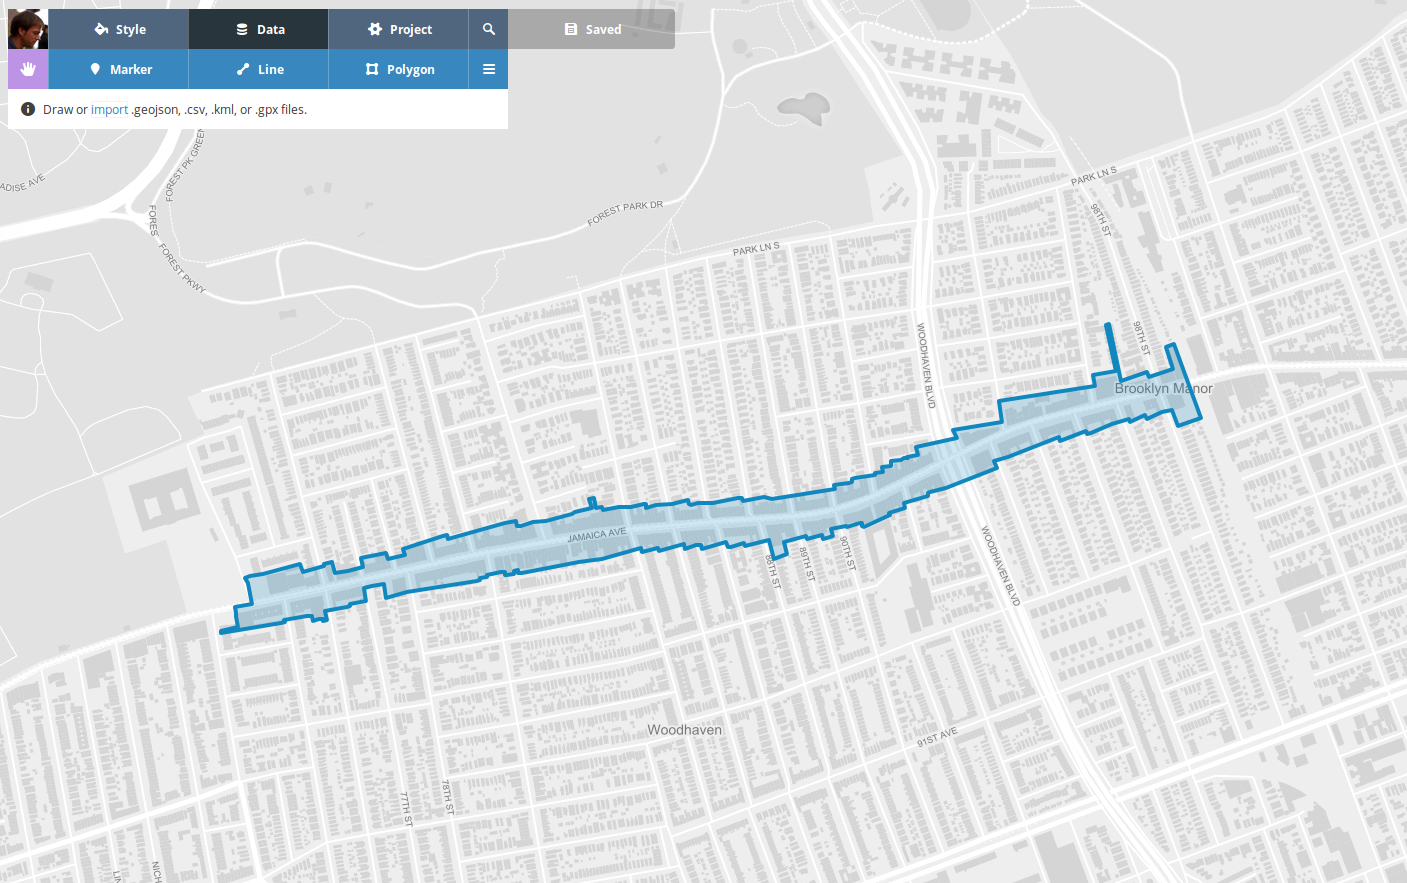 Style
Data
Project
Saved
Marker
Line
Polygon
Draw or import .geojson, .csv, .kml, or .gpx files.
ADISE AVE
FOREST PK GREEN
FORES
FOREST PKWY
FOREST PARK DR
PARK LN S
PARK LN S
98TH ST
98TH ST
WOODHAVEN BLVD
Brooklyn Manor
JAMAICA AVE
88TH ST
89TH ST
90TH ST
WOODHAVEN BLVD
Woodhaven
91ST AVE
77TH ST
78TH ST
LIN
NICH